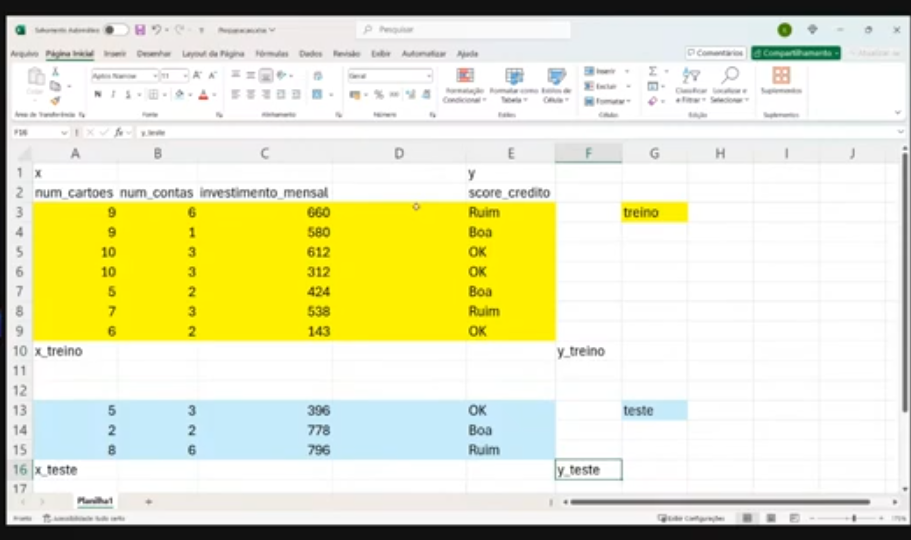 Salvamento Automático
Pesquisar
Arquivo Página Inicial Inserir Desenhar Layout da Página Fórmulas Dados Revisão Exibir Automatizar Ajuda
Comentários Compartilhamento
Aptos Narrow 11
Geral
Formatação Condicional
Formatar como Tabela
Estilos de Célula
Inserir
Excluir
Formatar
Classificar e Filtrar
Localizar e Selecionar
Suplementos
Área de Transferência Fonte Alinhamento Número Estilos Células Edição Suplementos
F16 fx y_teste
A B C D E F G H I J
1 x y
2 num_cartoes num_contas investimento_mensal score_credito
3 9 6 660 Ruim treino
4 9 1 580 Boa
5 10 3 612 OK
6 10 3 312 OK
7 5 2 424 Boa
8 7 3 538 Ruim
9 6 2 143 OK
10 x_treino y_treino
11
12
13 5 3 396 OK teste
14 2 2 778 Boa
15 8 6 796 Ruim
16 x_teste y_teste
17
Planilha1 +
Pronto Acessibilidade: tudo certo Exibir Configurações